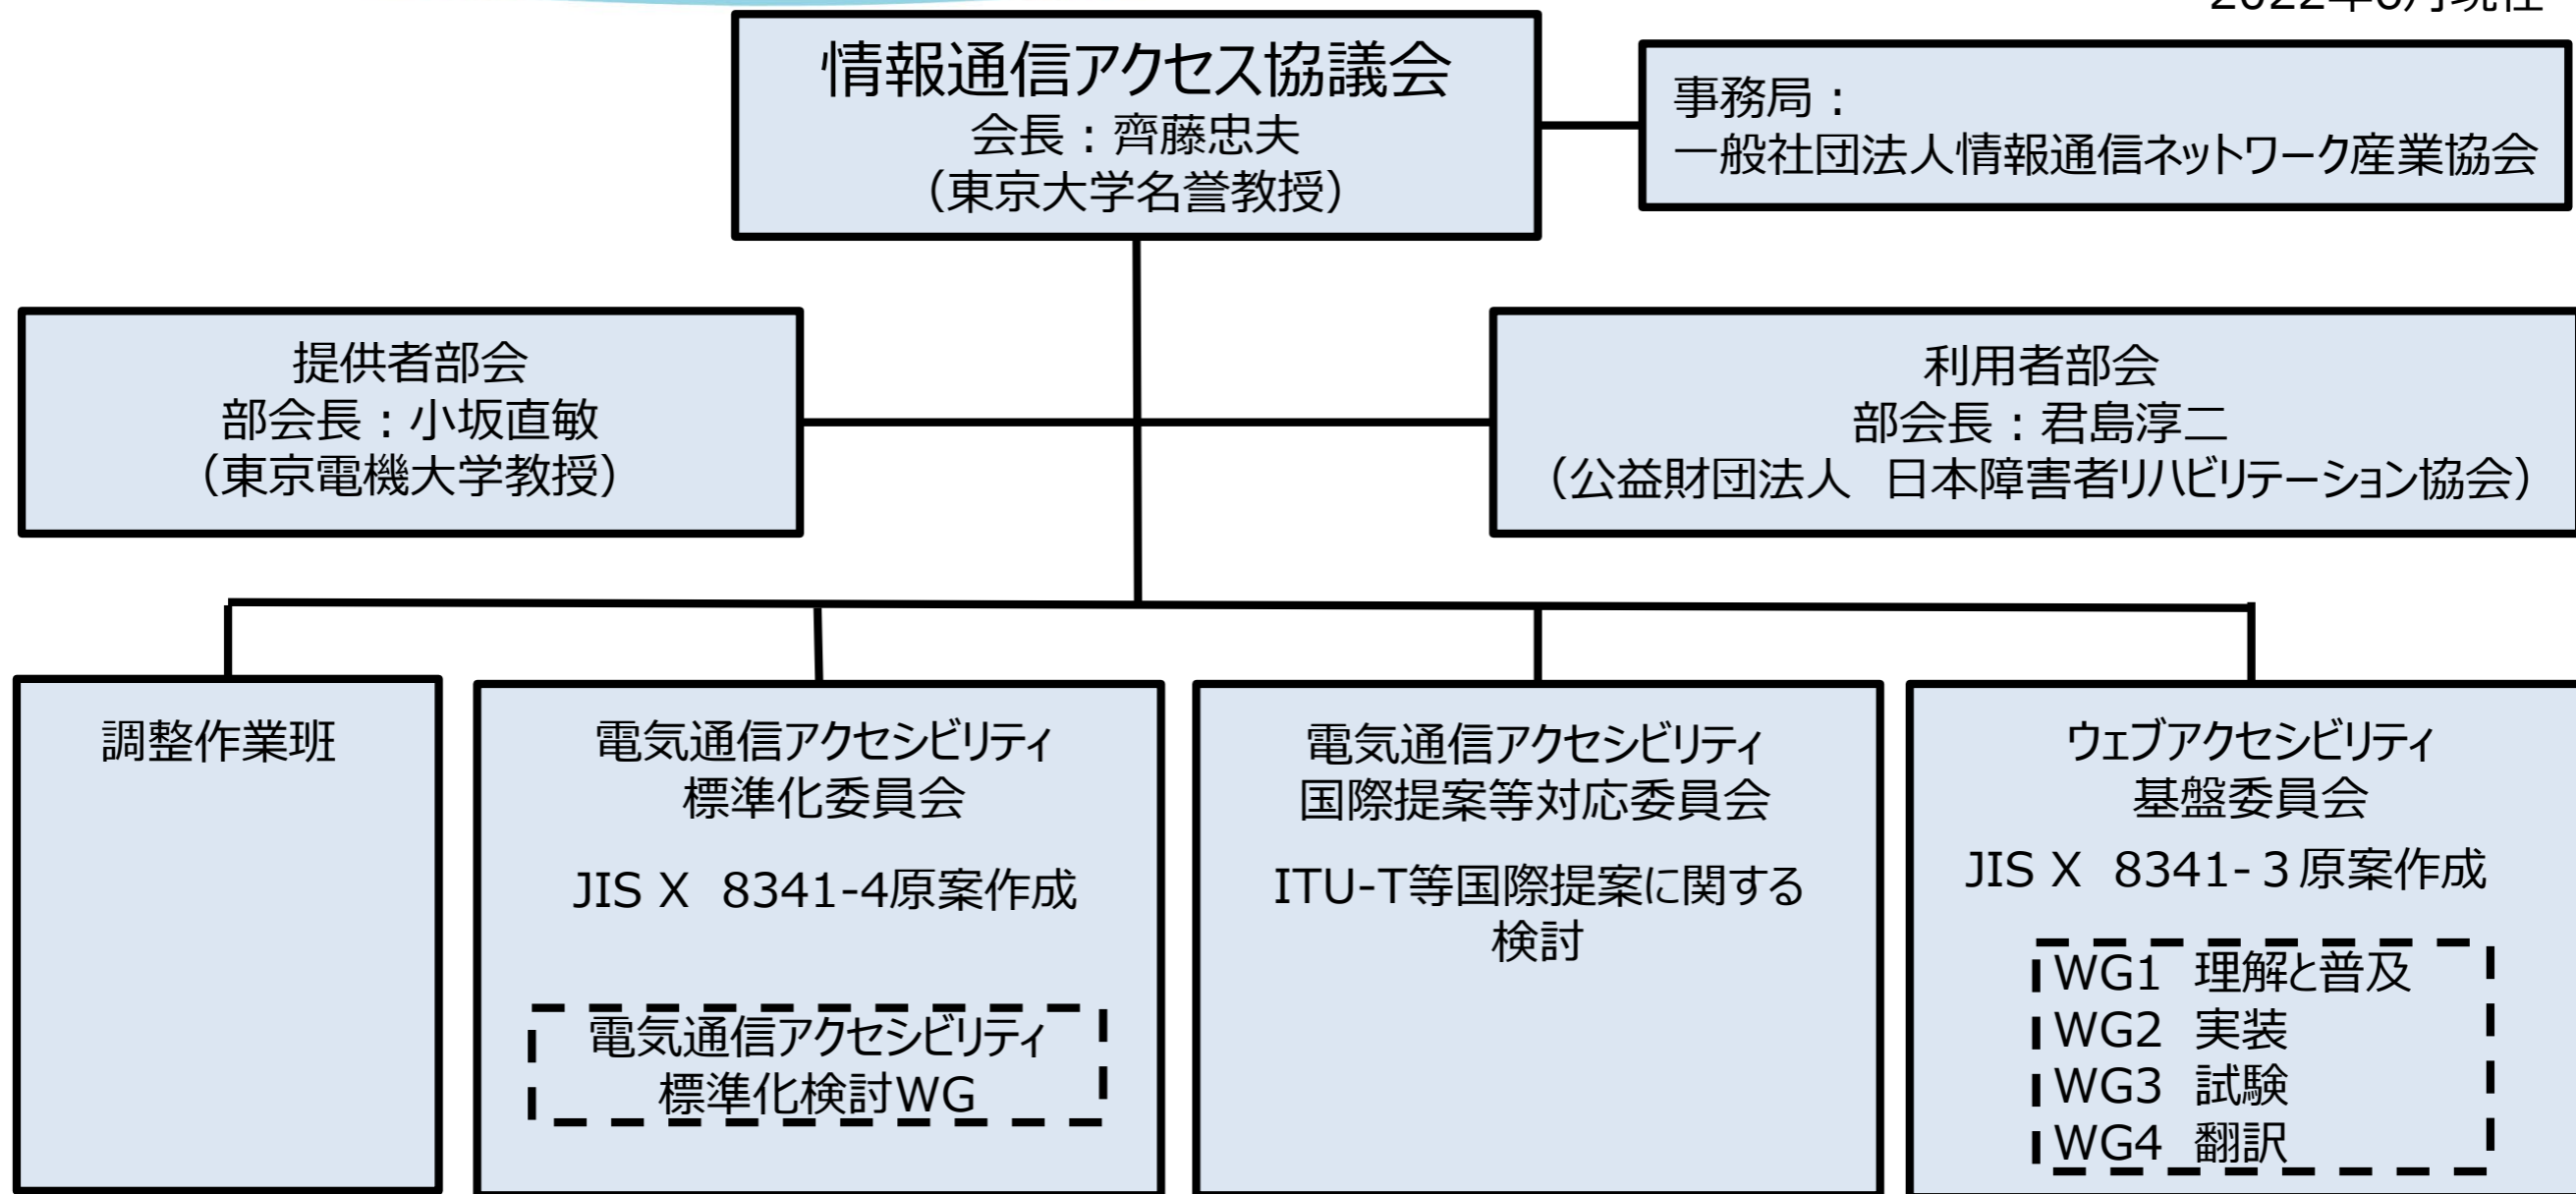 2022年6月現在
情報通信アクセス協議会
会長：齊藤忠夫
（東京大学名誉教授）
事務局：
一般社団法人情報通信ネットワーク産業協会
提供者部会
部会長：小坂直敏
（東京電機大学教授）
利用者部会
部会長：君島淳二
（公益財団法人　日本障害者リハビリテーション協会）
調整作業班
電気通信アクセシビリティ
標準化委員会
JIS X 8341-4原案作成
電気通信アクセシビリティ
標準化検討WG
電気通信アクセシビリティ
国際提案等対応委員会
ITU-T等国際提案に関する
検討
ウェブアクセシビリティ
基盤委員会
JIS X 8341-３原案作成
WG1　理解と普及
WG2　実装
WG3　試験
WG4　翻訳